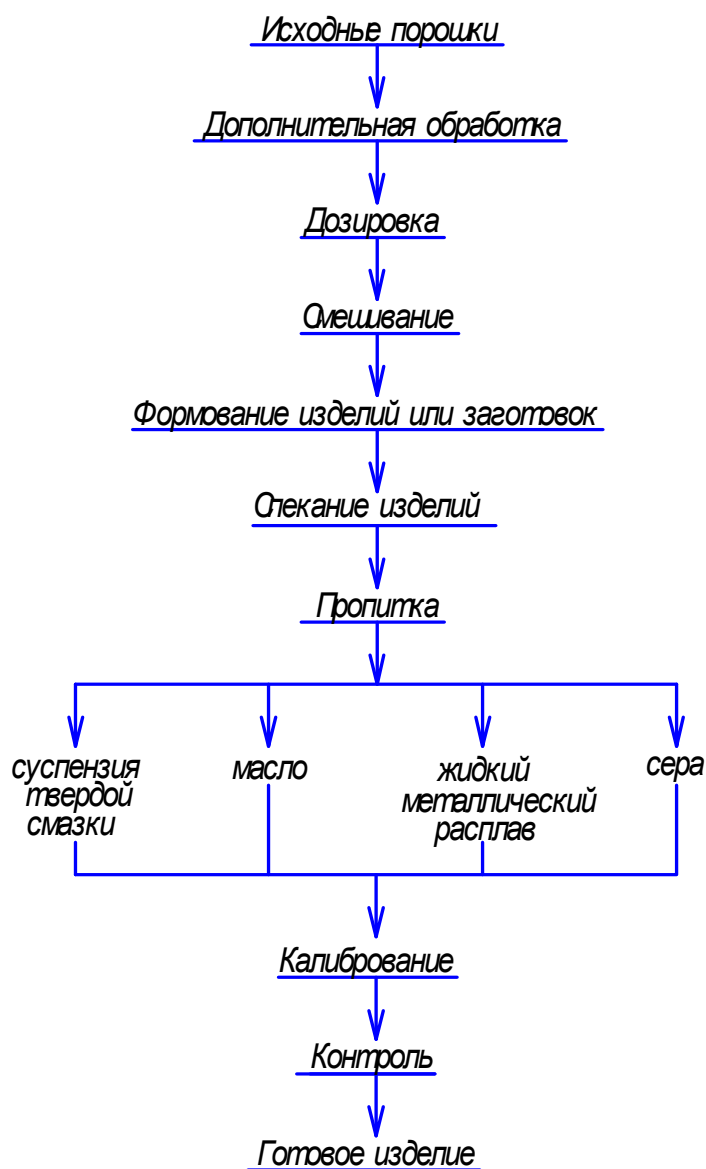 Исходные порошки
Дополнительная обработка
Дозировка
Смешивание
Формование изделий или заготовок
Спекание изделий
Пропитка
суспензия
твердой
смазки
масло
жидкий
металлический
расплав
сера
Калибрование
Контроль
Готовое изделие